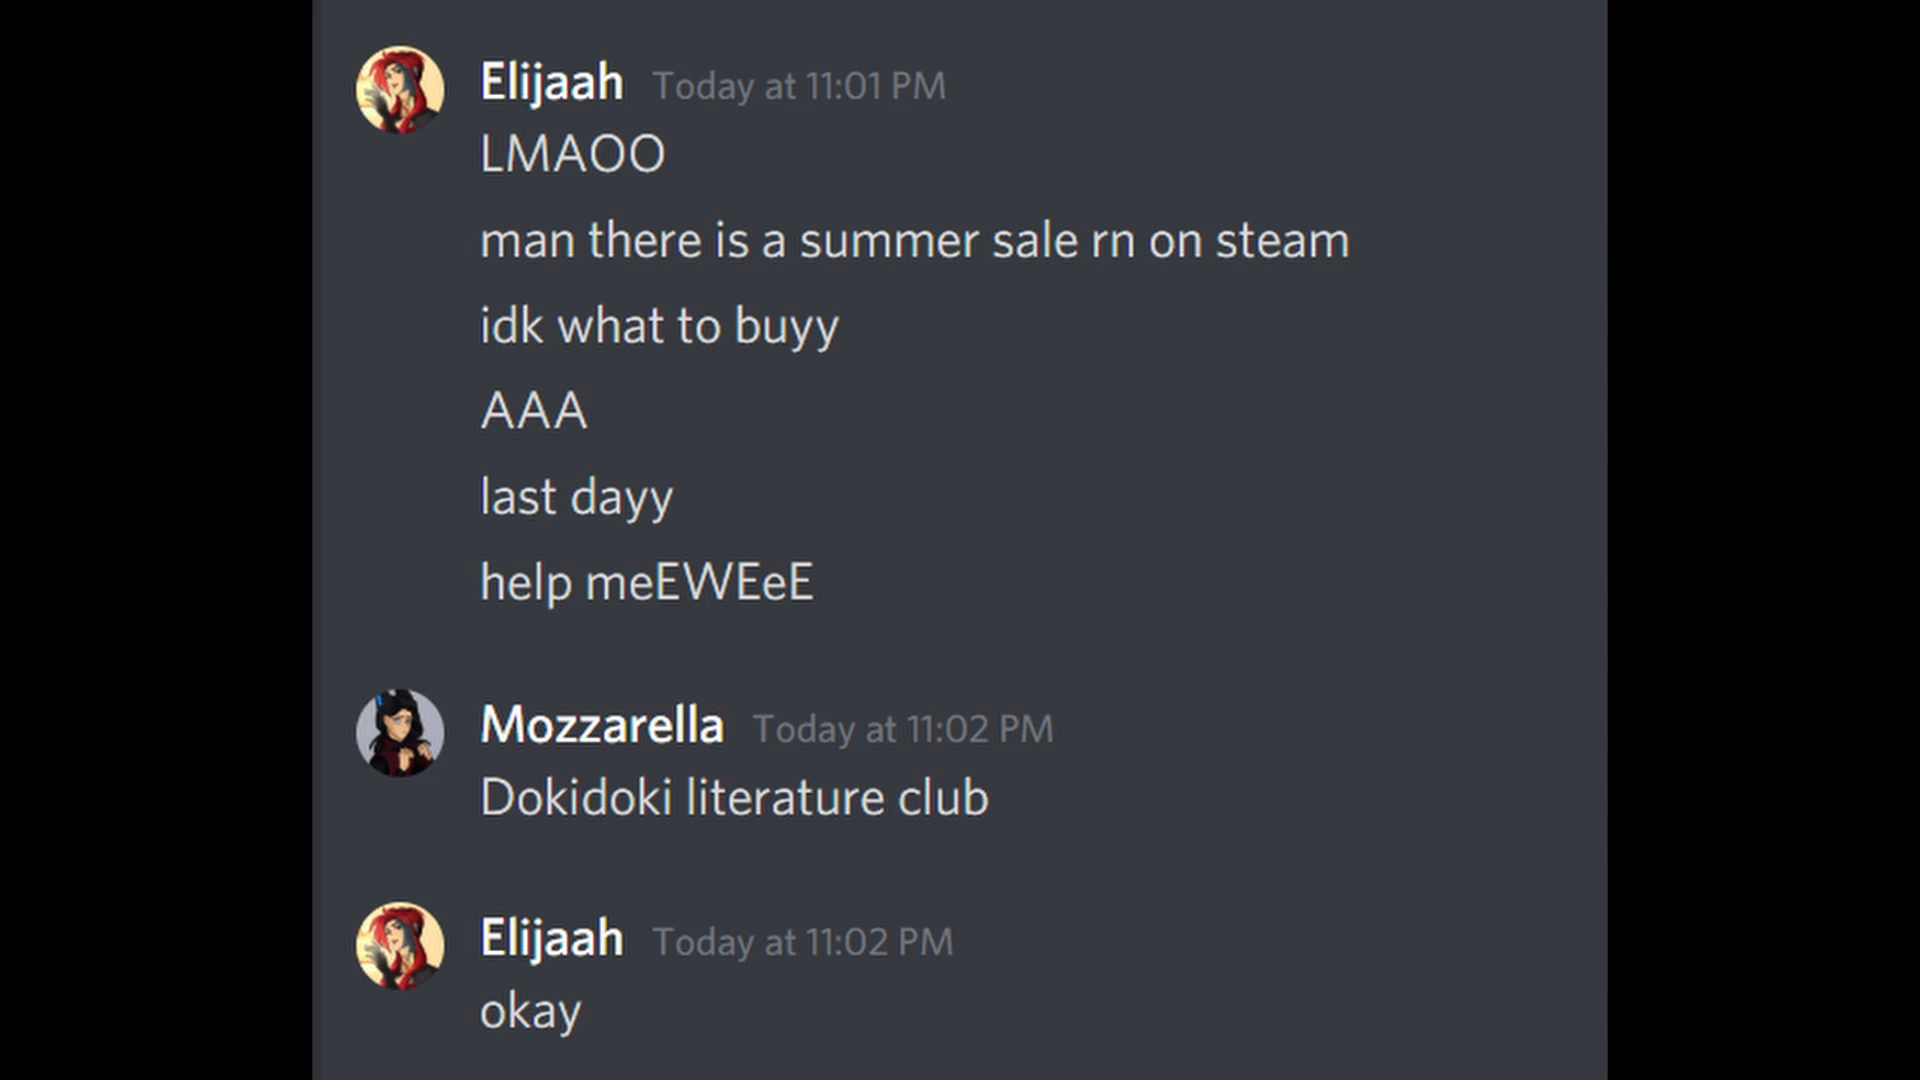 Elijaah Today at 11:01 PM
LMAOO
man there is a summer sale rn on steam
idk what to buyy
AAA
last dayy
help meEWEeE
Mozzarella Today at 11:02 PM
Dokidoki literature club
Elijaah Today at 11:02 PM
okay